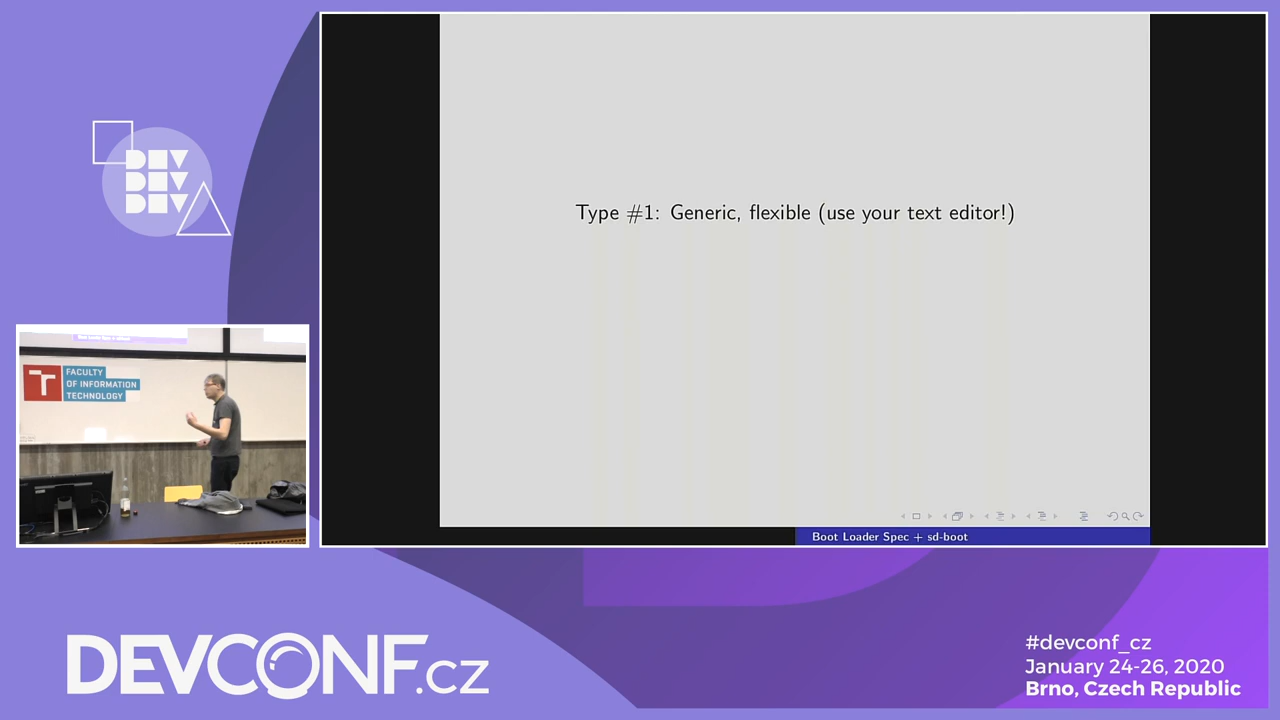 DEV
DEV
DEV
Type #1: Generic, flexible (use your text editor!)
Boot Loader Spec + sd-boot
FACULTY
OF INFORMATION
TECHNOLOGY
DEVCONF.cz
#devconf_cz
January 24-26, 2020
Brno, Czech Republic